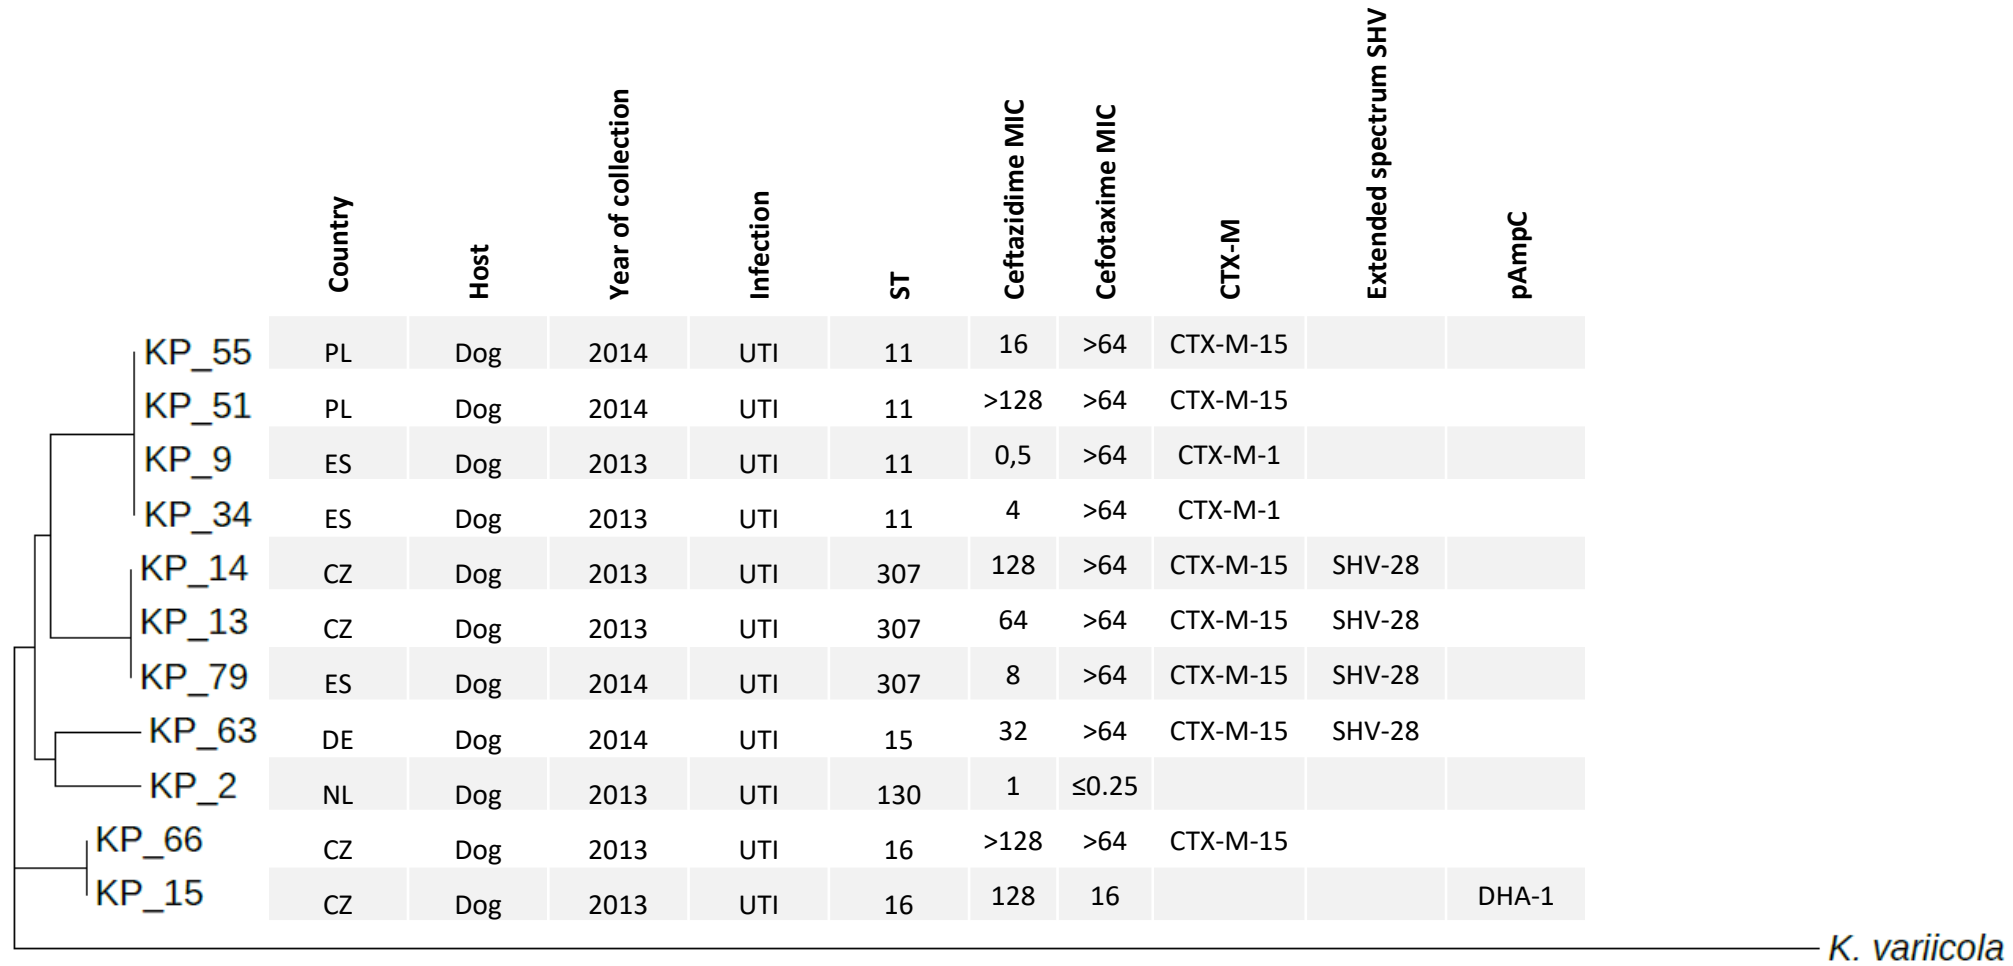 Country Host Year of collection Infection ST Ceftazidime MIC Cefotaxime MIC CTX-M Extended spectrum SHV pAmpC
KP_55 PL Dog 2014 UTI 11 16 >64 CTX-M-15
KP_51 PL Dog 2014 UTI 11 >128 >64 CTX-M-15
KP_9 ES Dog 2013 UTI 11 0,5 >64 CTX-M-1
KP_34 ES Dog 2013 UTI 11 4 >64 CTX-M-1
KP_14 CZ Dog 2013 UTI 307 128 >64 CTX-M-15 SHV-28
KP_13 CZ Dog 2013 UTI 307 64 >64 CTX-M-15 SHV-28
KP_79 ES Dog 2014 UTI 307 8 >64 CTX-M-15 SHV-28
KP_63 DE Dog 2014 UTI 15 32 >64 CTX-M-15 SHV-28
KP_2 NL Dog 2013 UTI 130 1 ≤0.25
KP_66 CZ Dog 2013 UTI 16 >128 >64 CTX-M-15
KP_15 CZ Dog 2013 UTI 16 128 16 DHA-1
K. variicola